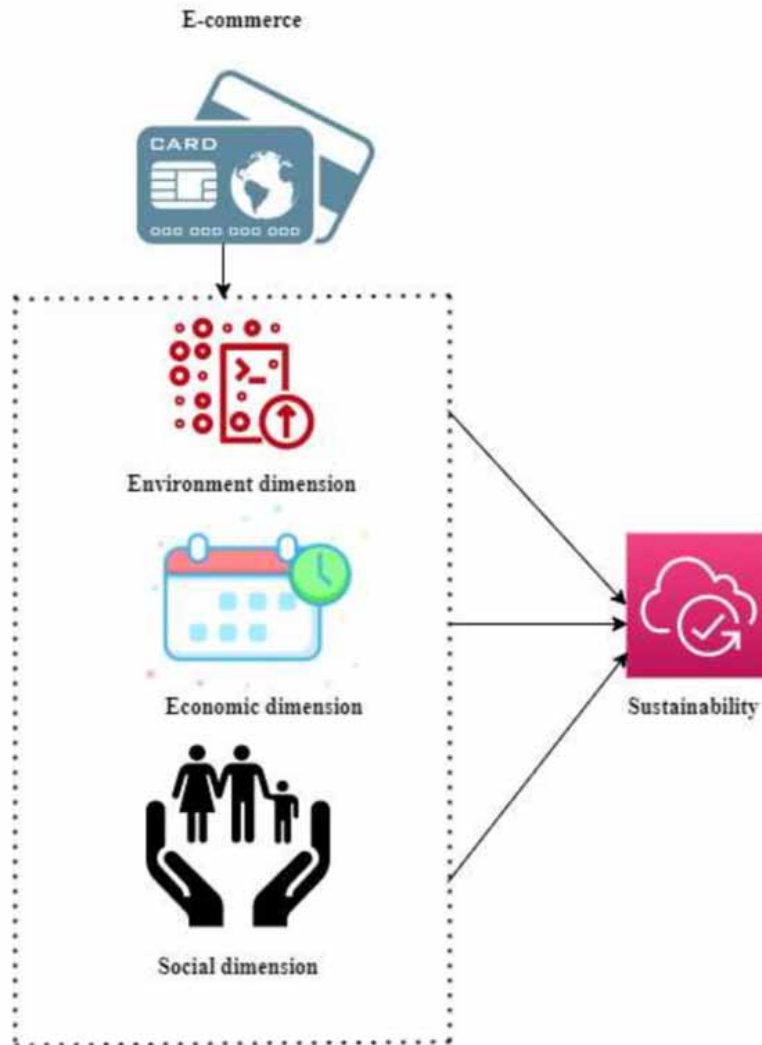 E-commerce
CARD
Environment dimension
Economic dimension
Social dimension
Sustainability